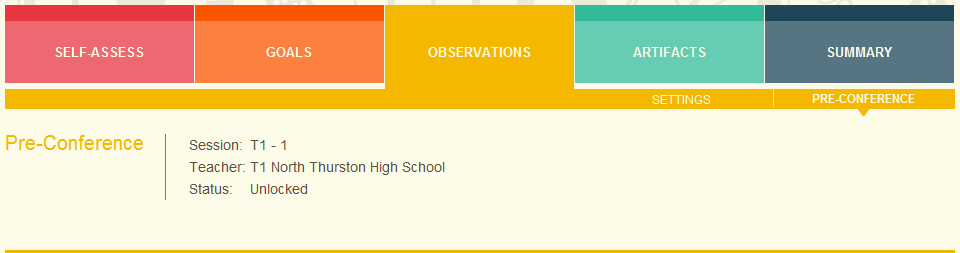 SELF-ASSESS GOALS OBSERVATIONS ARTIFACTS SUMMARY
SETTINGS PRE-CONFERENCE
Pre-Conference
Session: T1 - 1
Teacher: T1 North Thurston High School
Status: Unlocked